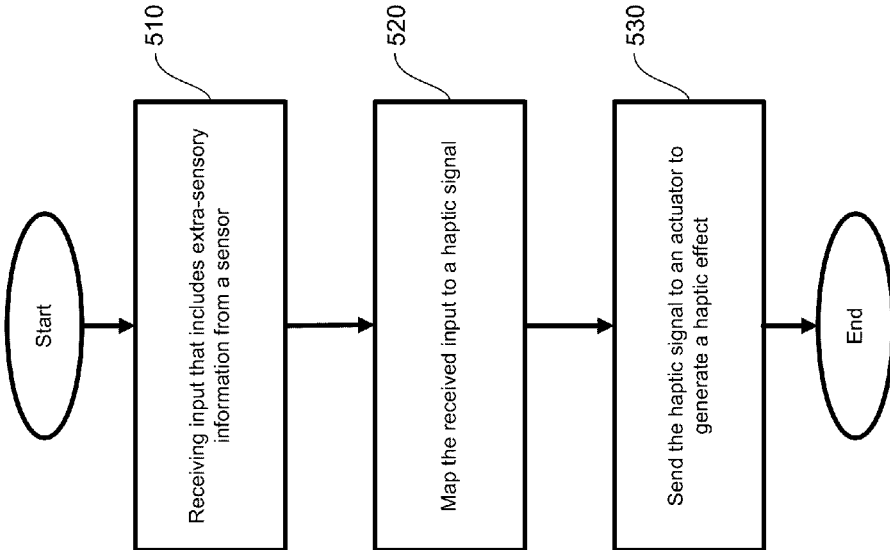 Start
Receiving input that includes extra-sensory
information from a sensor
510
Map the received input to a haptic signal
520
Send the haptic signal to an actuator to
generate a haptic effect
530
End